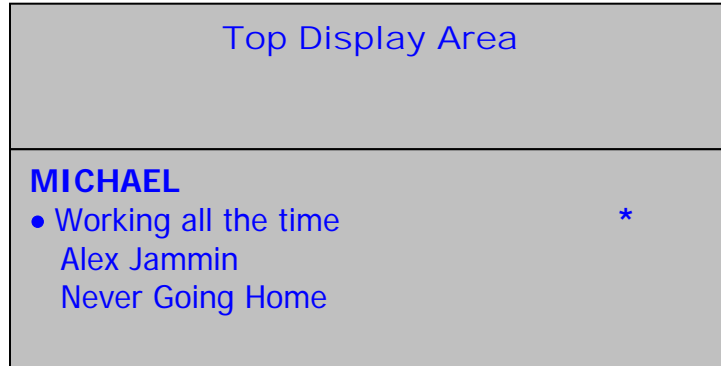 Top Display Area
MICHAEL
• Working all the time *
Alex Jammin
Never Going Home